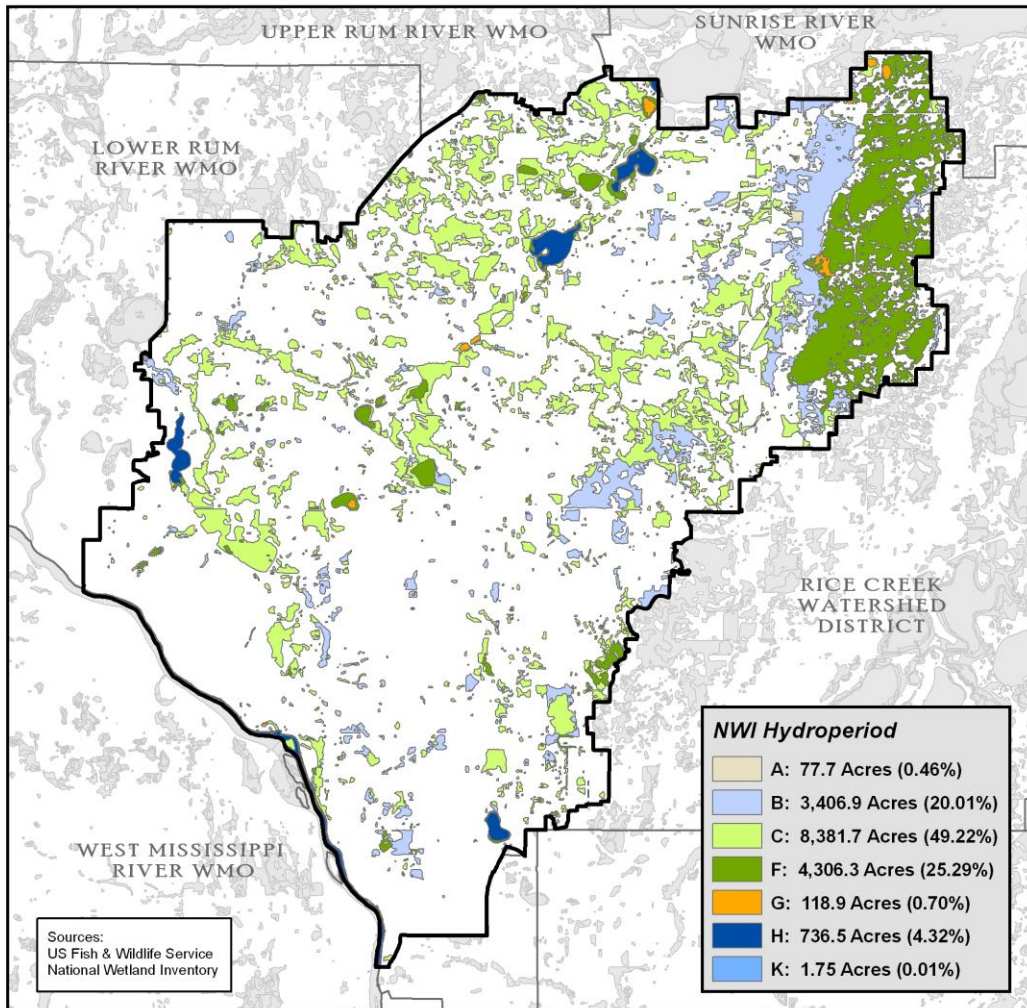 UPPER RUM RIVER WMO
SUNRISE RIVER
WMO
LOWER RUM
RIVER WMO
RICE CREEK
WATERSHED
DISTRICT
WEST MISSISSIPPI
RIVER WMO
NWI Hydroperiod
A: 77.7 Acres (0.46%)
B: 3,406.9 Acres (20.01%)
C: 8,381.7 Acres (49.22%)
F: 4,306.3 Acres (25.29%)
G: 118.9 Acres (0.70%)
H: 736.5 Acres (4.32%)
K: 1.75 Acres (0.01%)
Sources:
US Fish & Wildlife Service
National Wetland Inventory